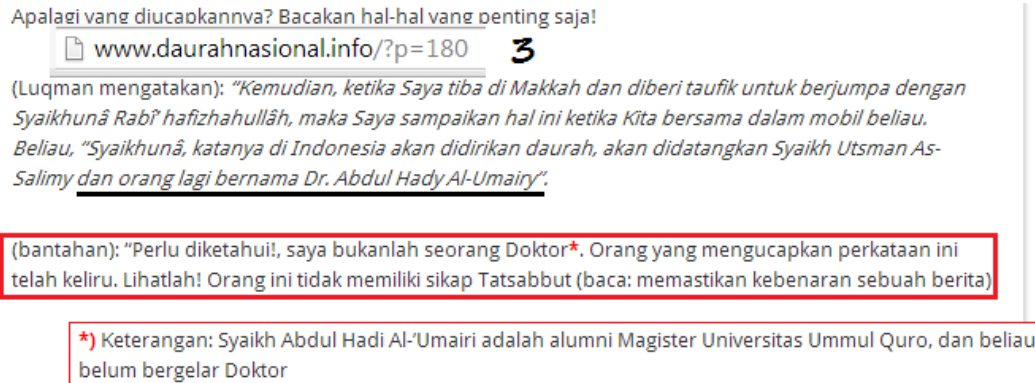 Apalagi yang diucapkannya? Bacakan hal-hal yang penting saja!
www.daurahnasional.info/?p=180 3
(Luqman mengatakan): “Kemudian, ketika Saya tiba di Makkah dan diberi taufik untuk berjumpa dengan
Syaikhunâ Rabî’ hafizhahullâh, maka Saya sampaikan hal ini ketika Kita bersama dalam mobil beliau.
Beliau, “Syaikhunâ, katanya di Indonesia akan didirikan daurah, akan didatangkan Syaikh Utsman As-
Salimy dan orang lagi bernama Dr. Abdul Hady Al-Umairy”.
(bantahan): “Perlu diketahui!, saya bukanlah seorang Doktor*. Orang yang mengucapkan perkataan ini
telah keliru. Lihatlah! Orang ini tidak memiliki sikap Tatsabbut (baca: memastikan kebenaran sebuah berita)
*) Keterangan: Syaikh Abdul Hadi Al-‘Umairi adalah alumni Magister Universitas Ummul Quro, dan beliau
belum bergelar Doktor